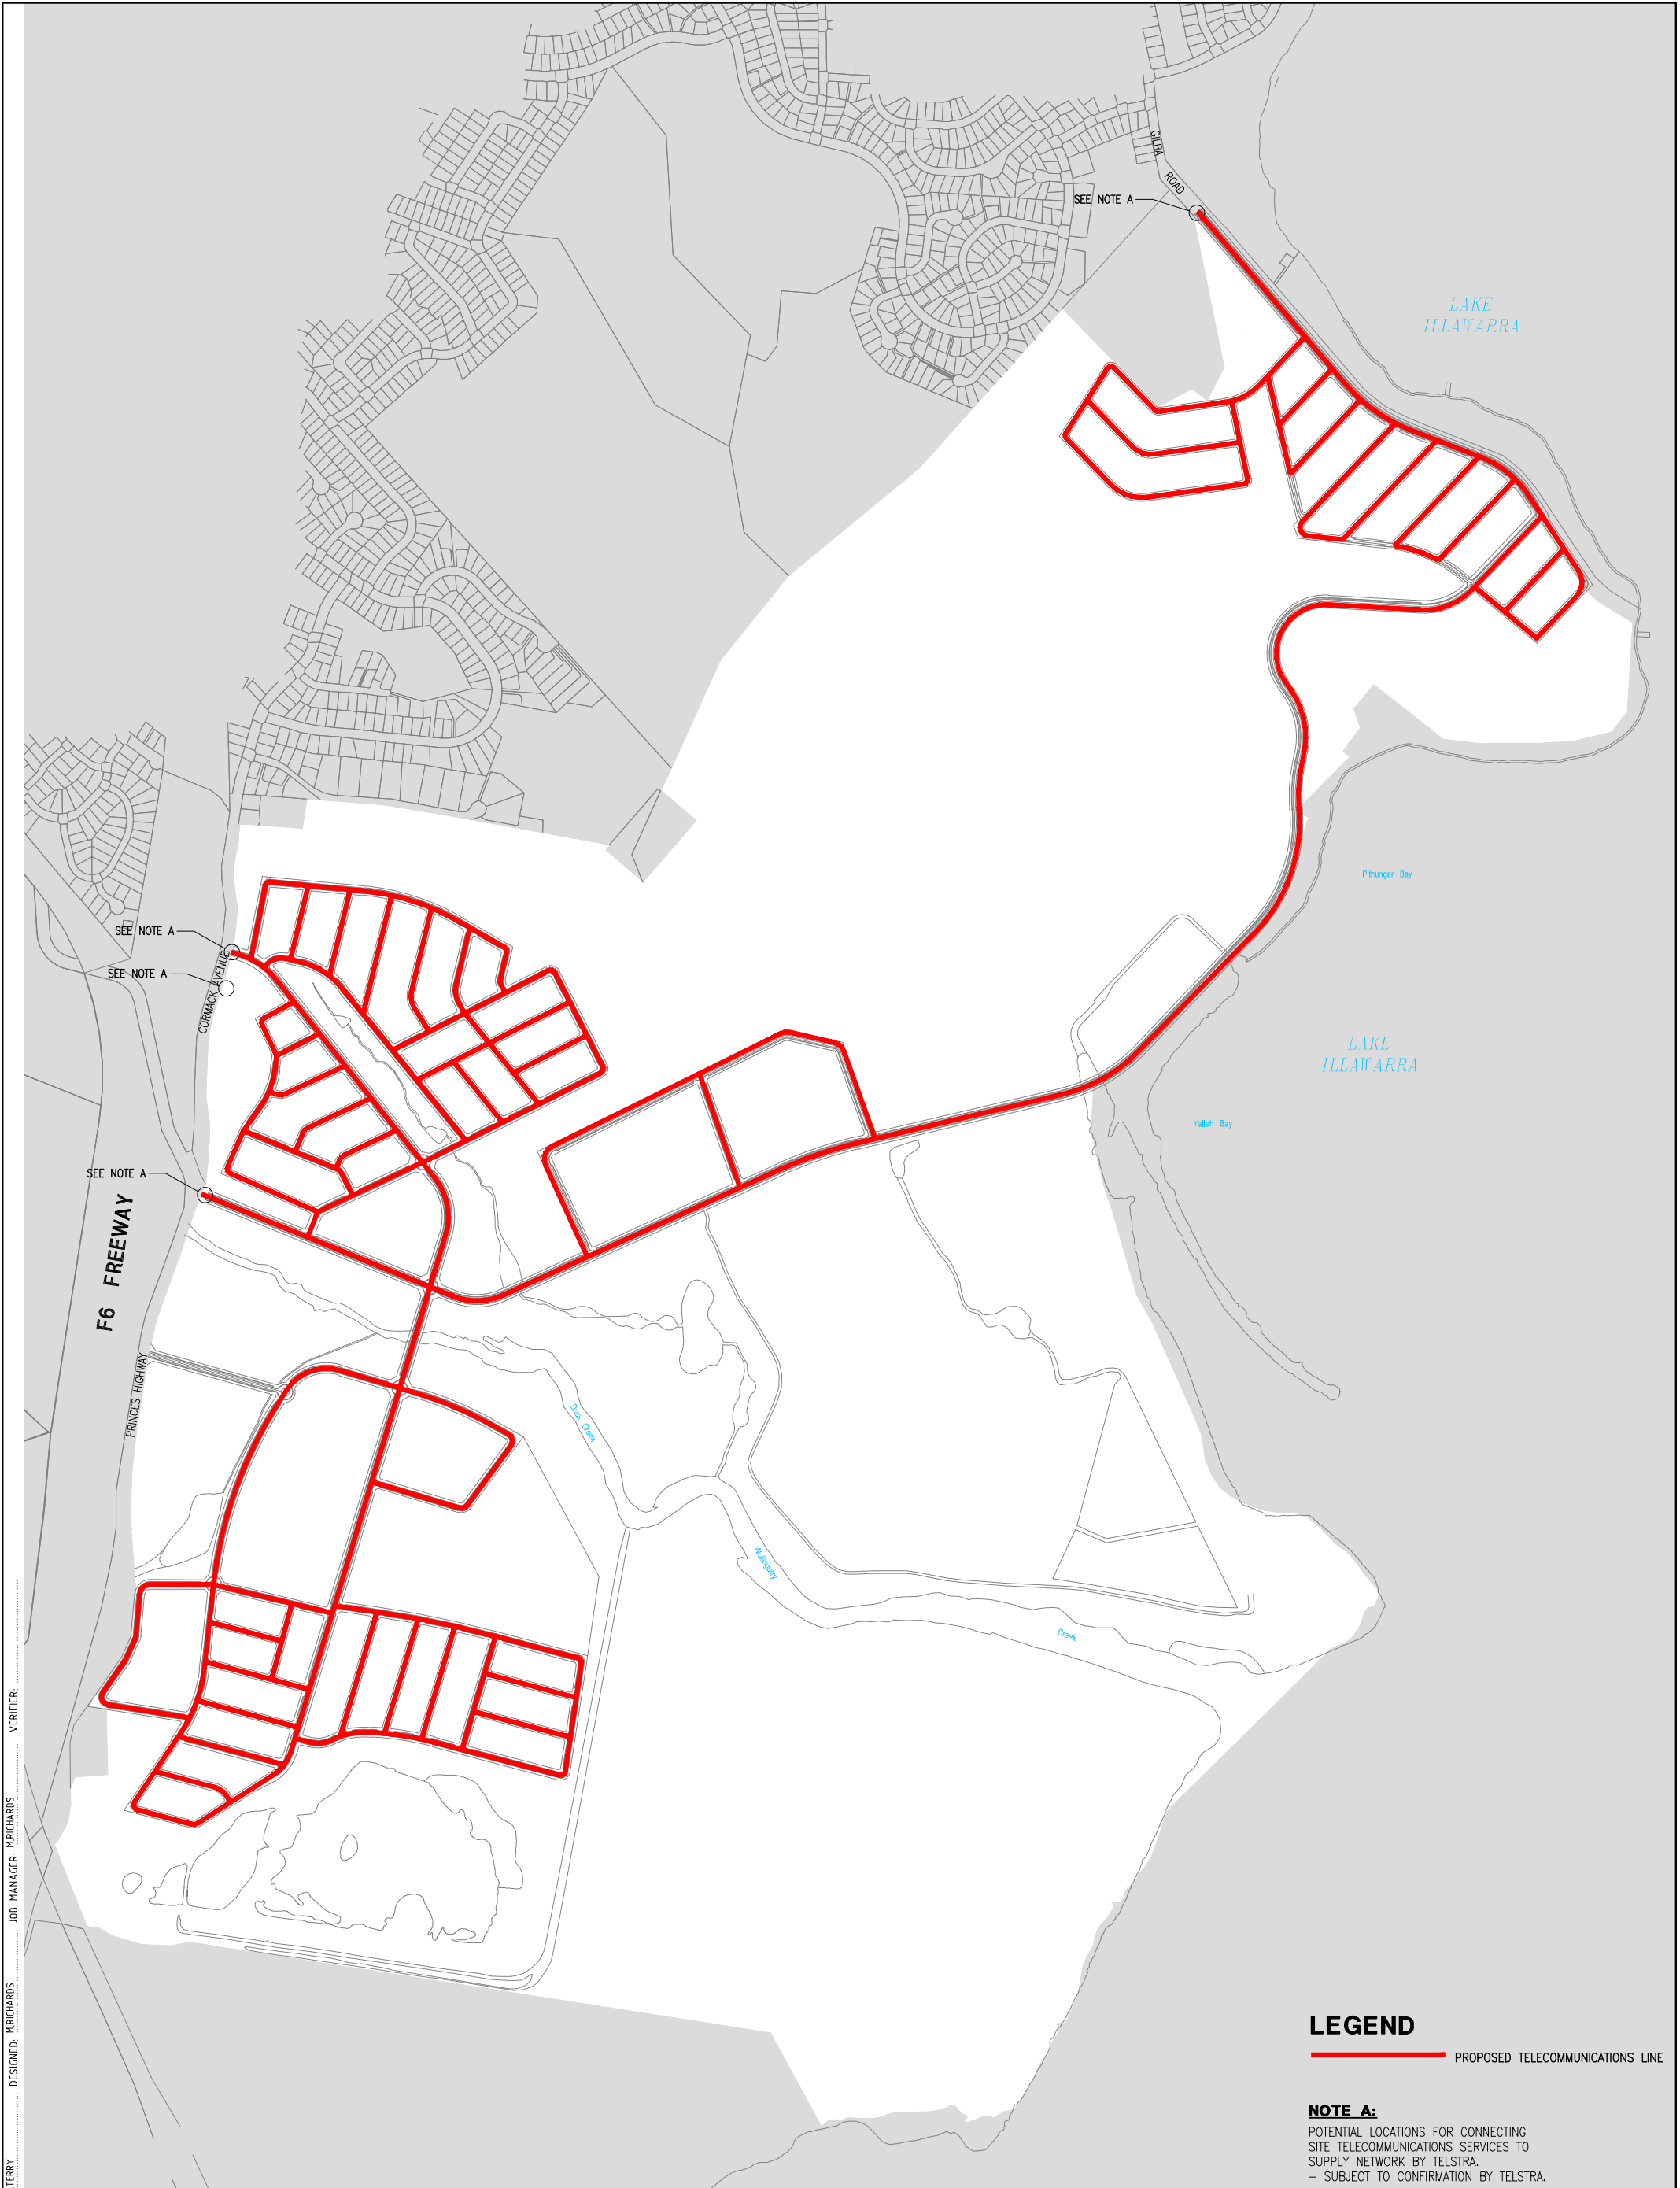 GILBA
ROAD
SEE NOTE A
LAKE
ILLAWARRA
Pithungar Bay
SEE NOTE A
SEE NOTE A
CORMACK AVENUE
LAKE
ILLAWARRA
Yallah Bay
SEE NOTE A
F6 FREEWAY
PRINCES HIGHWAY
Duck Creek
Wollingurry
Creek
LEGEND
PROPOSED TELECOMMUNICATIONS LINE
NOTE A:
POTENTIAL LOCATIONS FOR CONNECTING
SITE TELECOMMUNICATIONS SERVICES TO
SUPPLY NETWORK BY TELSTRA.
– SUBJECT TO CONFIRMATION BY TELSTRA.
TERRY DESIGNED: M.RICHARDS JOB MANAGER: M.RICHARDS VERIFIER: